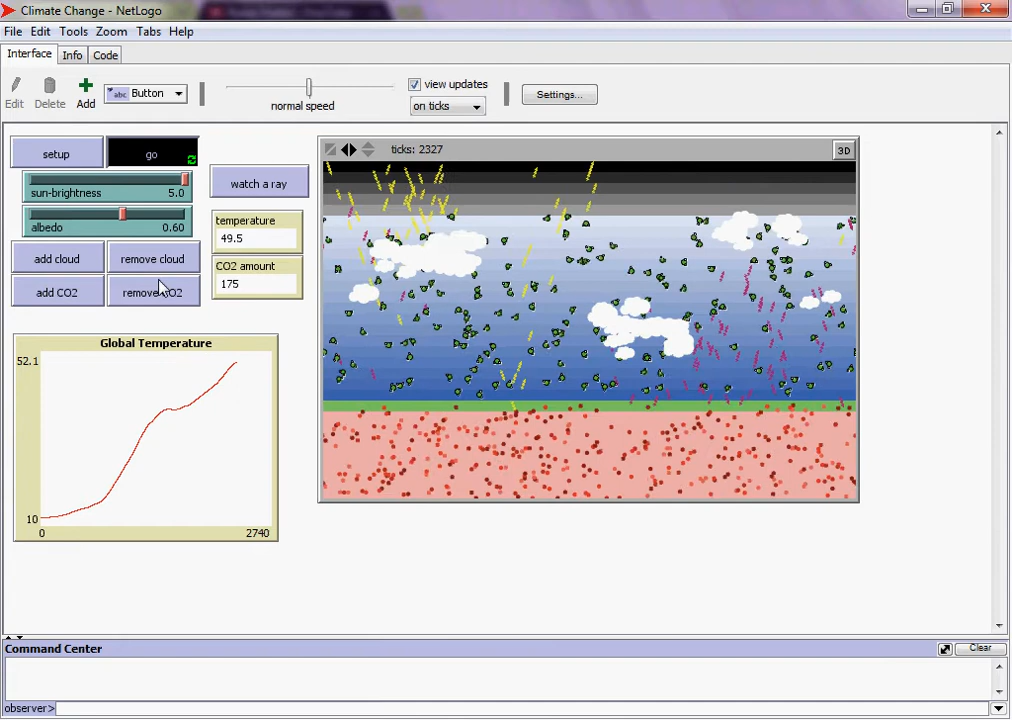 Climate Change - NetLogo
File Edit Tools Zoom Tabs Help
Interface Info Code
Edit Delete Add
abc Button
normal speed
view updates
on ticks
Settings...
setup go
ticks: 2327
3D
sun-brightness 5.0
watch a ray
albedo 0.60
temperature
49.5
add cloud remove cloud
CO2 amount
175
add CO2 remove CO2
Global Temperature
52.1
10
0 2740
Command Center
Clear
observer>